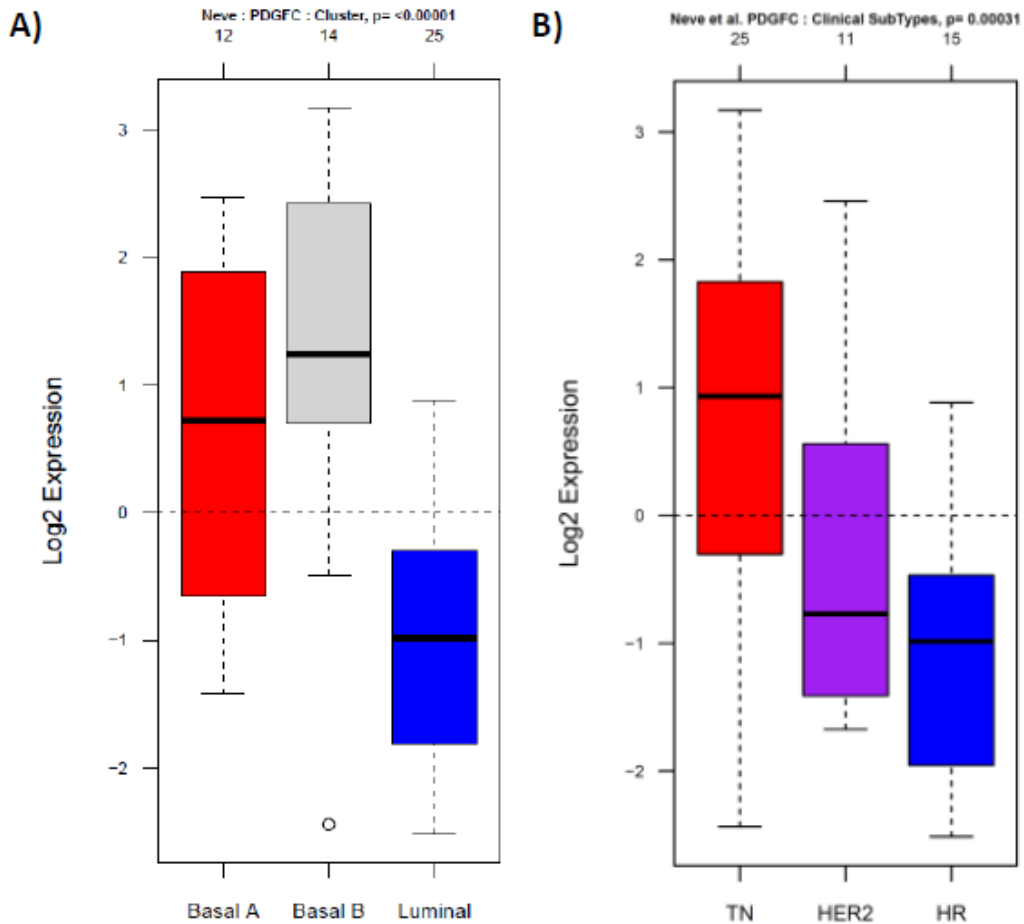 A)
Neve : PDGFC : Cluster, p= <0.00001
12 14 25
3
2
1
0
−1
−2
Log2 Expression
Basal A Basal B Luminal
B)
Neve et al. PDGFC : Clinical SubTypes, p= 0.00031
25 11 15
3
2
1
0
−1
−2
Log2 Expression
TN HER2 HR